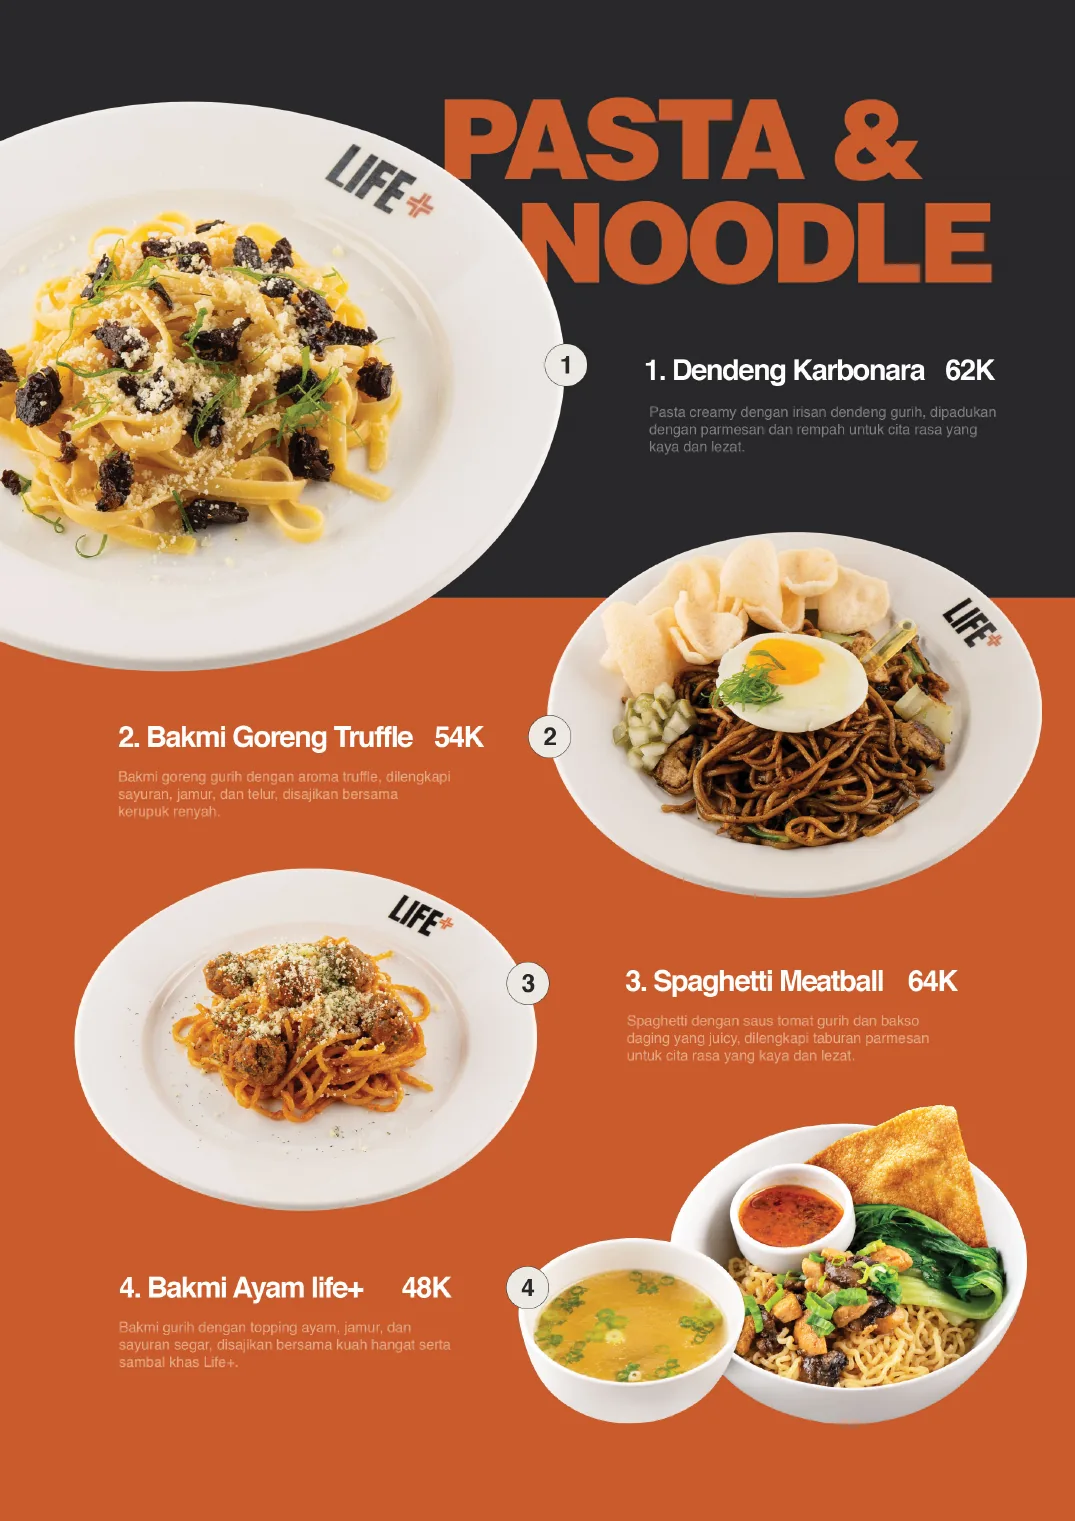 PASTA &
NOODLE
LIFE+
1
1. Dendeng Karbonara 62K
Pasta creamy dengan irisan dendeng gurih, dipadukan
dengan parmesan dan rempah untuk cita rasa yang
kaya dan lezat.
LIFE+
2. Bakmi Goreng Truffle 54K
2
Bakmi goreng gurih dengan aroma truffle, dilengkapi
sayuran, jamur, dan telur, disajikan bersama
kerupuk renyah.
LIFE+
3
3. Spaghetti Meatball 64K
Spaghetti dengan saus tomat gurih dan bakso
daging yang juicy, dilengkapi taburan parmesan
untuk cita rasa yang kaya dan lezat.
4. Bakmi Ayam life+ 48K
4
Bakmi gurih dengan topping ayam, jamur, dan
sayuran segar, disajikan bersama kuah hangat serta
sambal khas Life+.